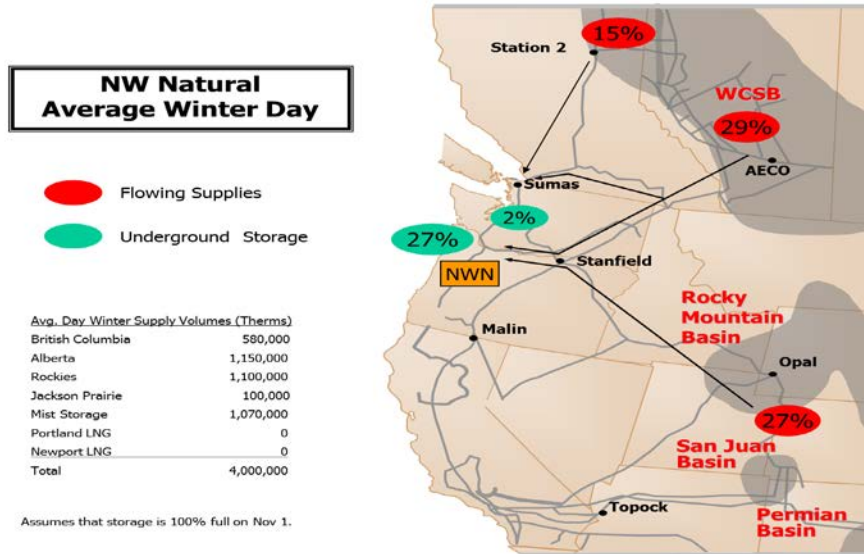 NW Natural
Average Winter Day
Flowing Supplies
Underground Storage
Avg. Day Winter Supply Volumes (Therms)
British Columbia 580,000
Alberta 1,150,000
Rockies 1,100,000
Jackson Prairie 100,000
Mist Storage 1,070,000
Portland LNG 0
Newport LNG 0
Total 4,000,000
Assumes that storage is 100% full on Nov 1.
15%
Station 2
WCSB
29%
AECO
Sumas
2%
27%
Stanfield
NWN
Rocky
Mountain
Basin
Malin
Opal
27%
San Juan
Basin
Topock
Permian
Basin